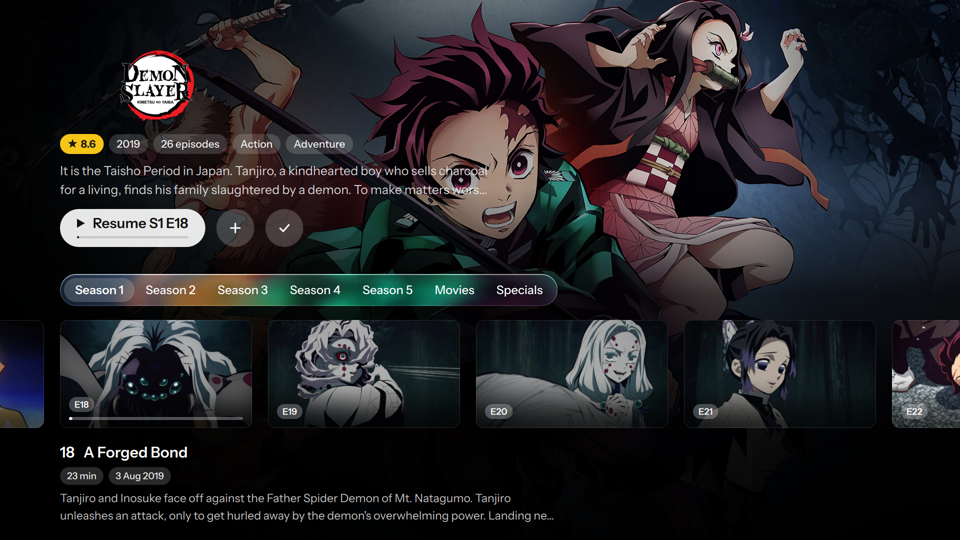 DEMON
SLAYER
KIMETSU NO YAIBA
★ 8.6 2019 26 episodes Action Adventure
It is the Taisho Period in Japan. Tanjiro, a kindhearted boy who sells charcoal
for a living, finds his family slaughtered by a demon. To make matters wors...
Resume S1 E18
Season 1 Season 2 Season 3 Season 4 Season 5 Movies Specials
E18 E19 E20 E21 E22
18 A Forged Bond
23 min 3 Aug 2019
Tanjiro and Inosuke face off against the Father Spider Demon of Mt. Natagumo. Tanjiro
unleashes an attack, only to get hurled away by the demon's overwhelming power. Landing ne...